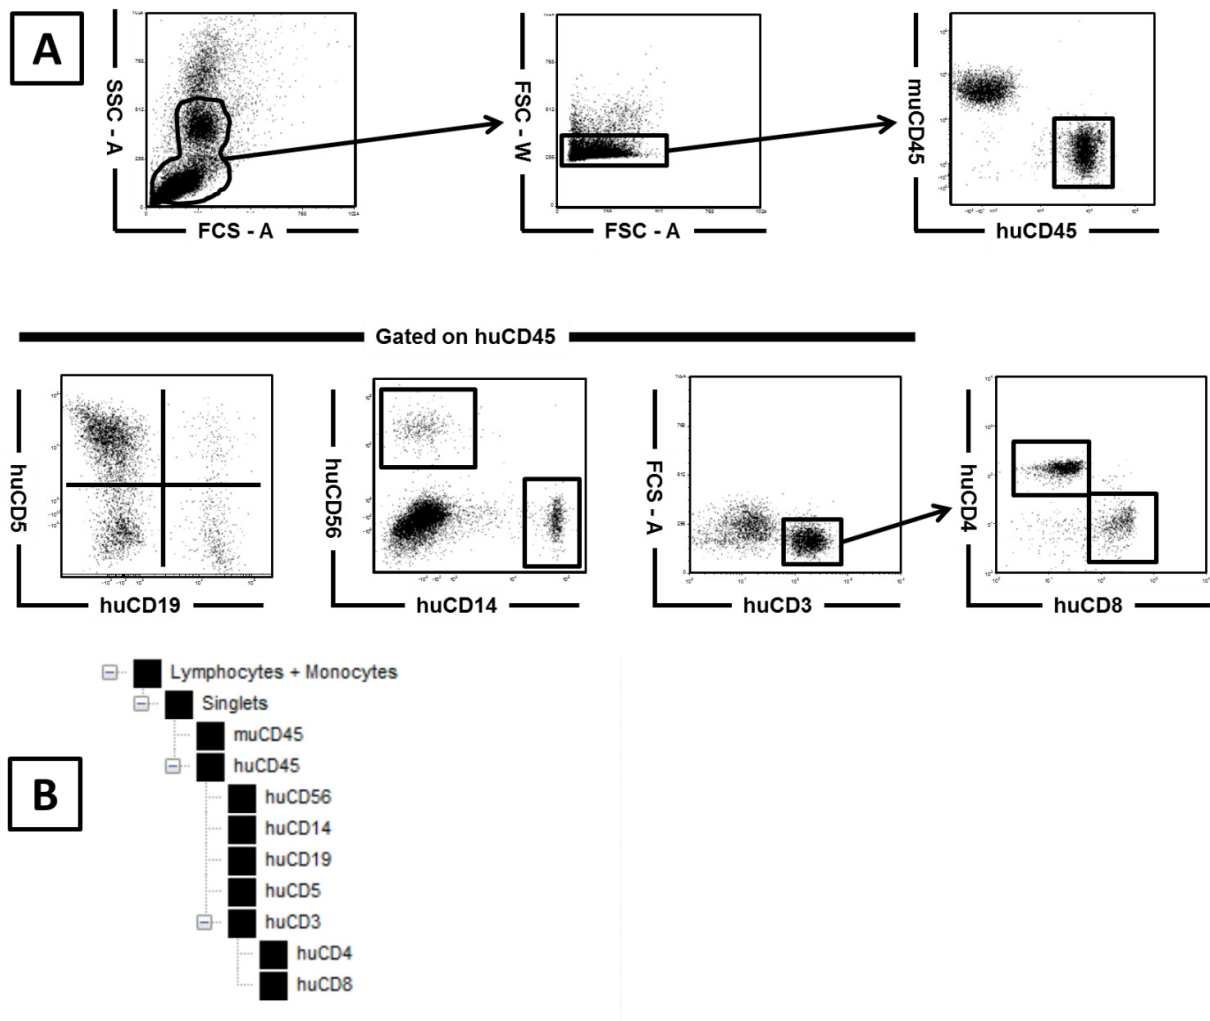 A
SSC - A
FCS - A
FSC - W
FSC - A
muCD45
huCD45
Gated on huCD45
huCD5
huCD19
huCD56
huCD14
FCS - A
huCD3
huCD4
huCD8
B
Lymphocytes + Monocytes
Singlets
muCD45
huCD45
huCD56
huCD14
huCD19
huCD5
huCD3
huCD4
huCD8